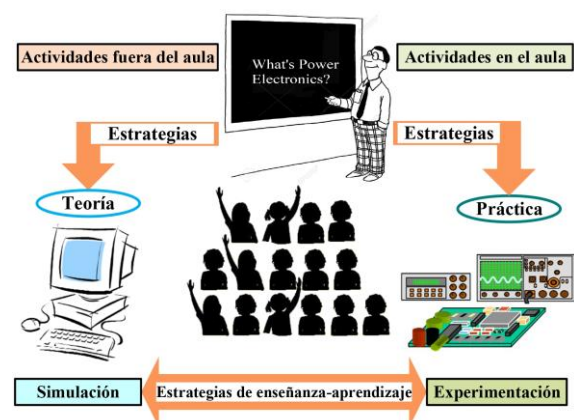 Actividades fuera del aula
What's Power
Electronics?
Actividades en el aula
Estrategias
Estrategias
Teoría
Práctica
Simulación
Estrategias de enseñanza-aprendizaje
Experimentación